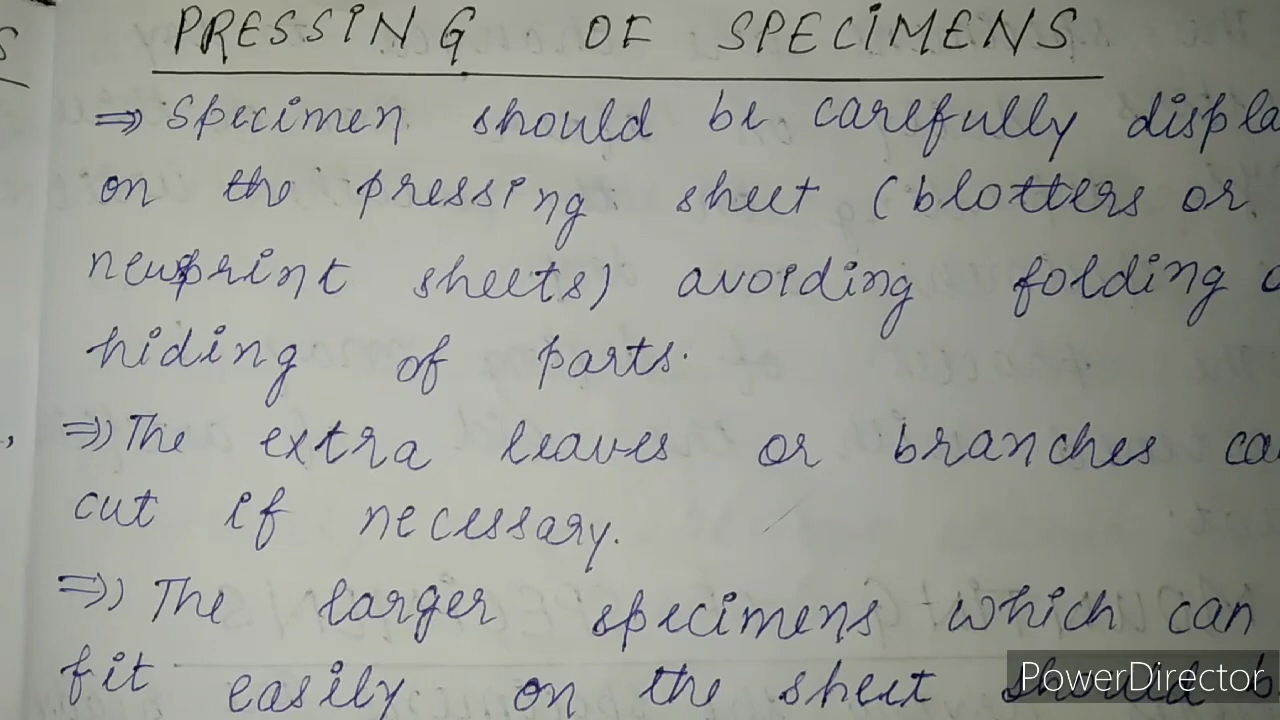 PRESSING OF SPECIMENS
⇒ Specimen should be carefully displa
on the pressing sheet (blotters or
newsprint sheets) avoiding folding o
hiding of parts.
⇒ The extra leaves or branches ca
cut if necessary.
⇒ The larger specimens which can
fit easily on the sheet should b
PowerDirector